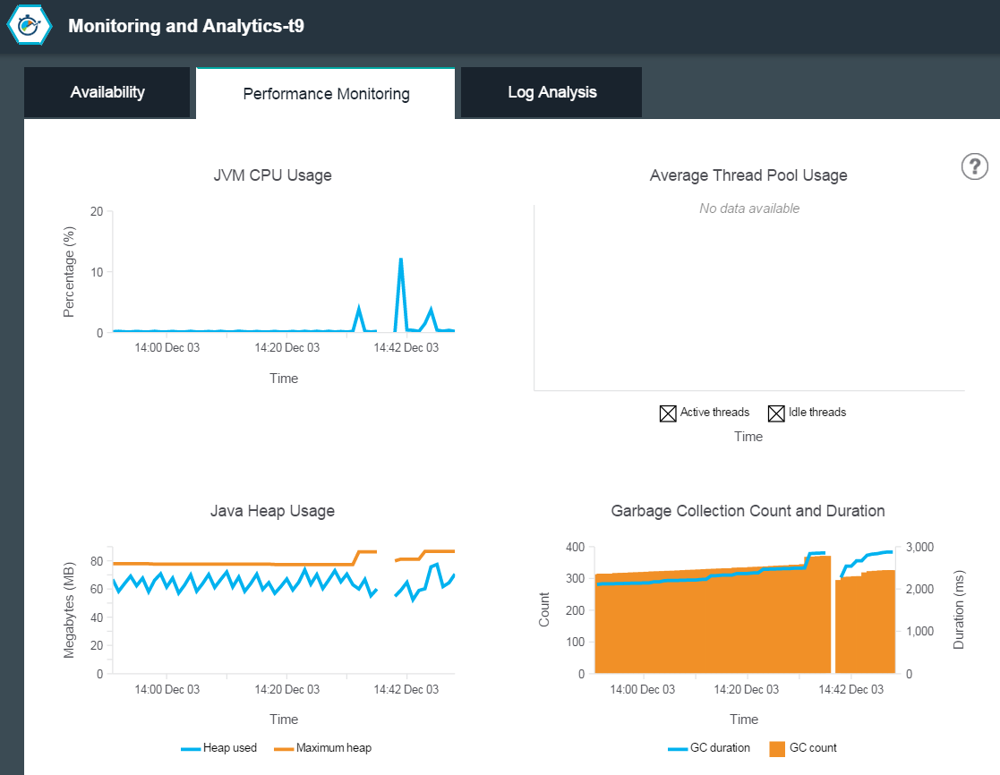 Monitoring and Analytics-t9
Availability
Performance Monitoring
Log Analysis
?
JVM CPU Usage
Percentage (%)
20
10
0
14:00 Dec 03
14:20 Dec 03
14:42 Dec 03
Time
Average Thread Pool Usage
No data available
Active threads
Idle threads
Time
Java Heap Usage
Megabytes (MB)
80
60
40
20
0
14:00 Dec 03
14:20 Dec 03
14:42 Dec 03
Time
Heap used
Maximum heap
Garbage Collection Count and Duration
Count
400
300
200
100
0
3,000
2,000
1,000
0
Duration (ms)
14:00 Dec 03
14:20 Dec 03
14:42 Dec 03
Time
GC duration
GC count